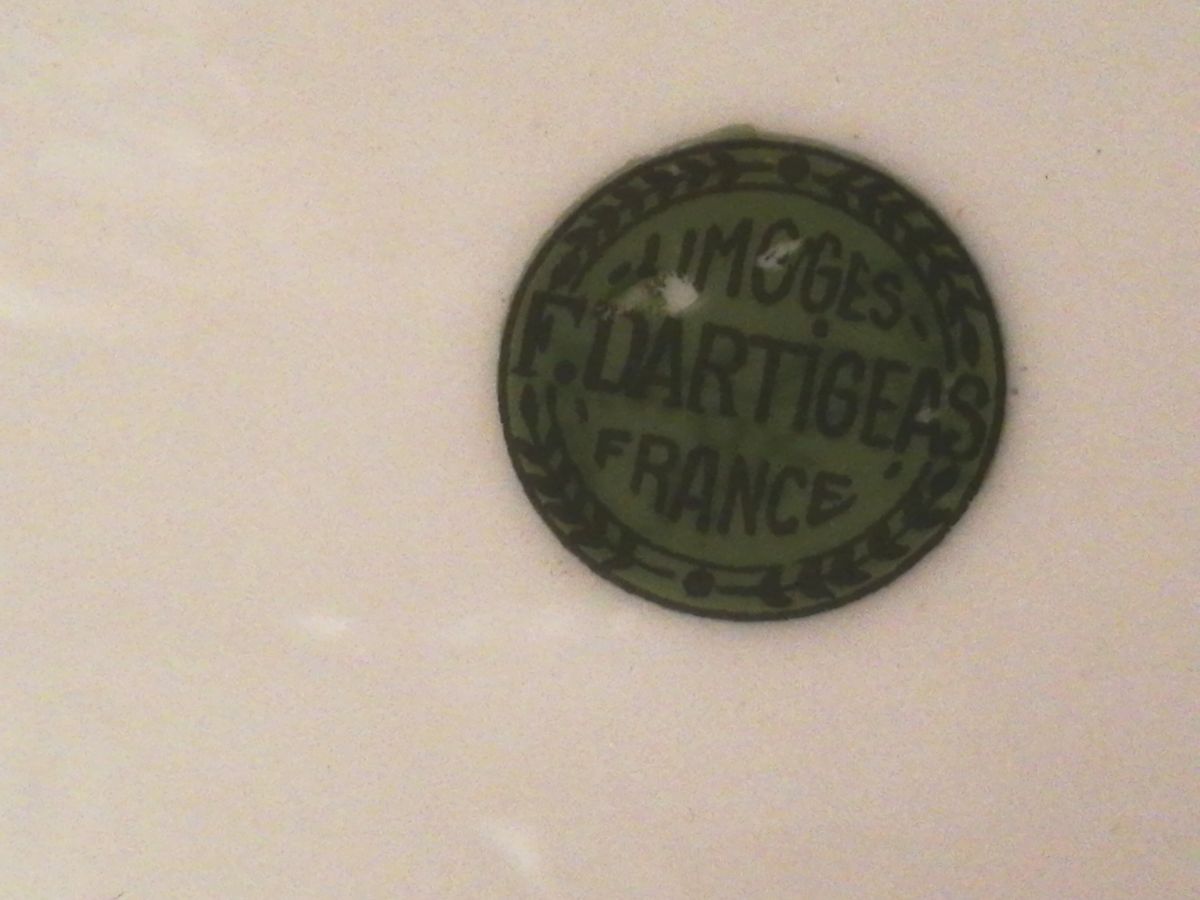 LIMOGES
F. DARTIGEAS
FRANCE